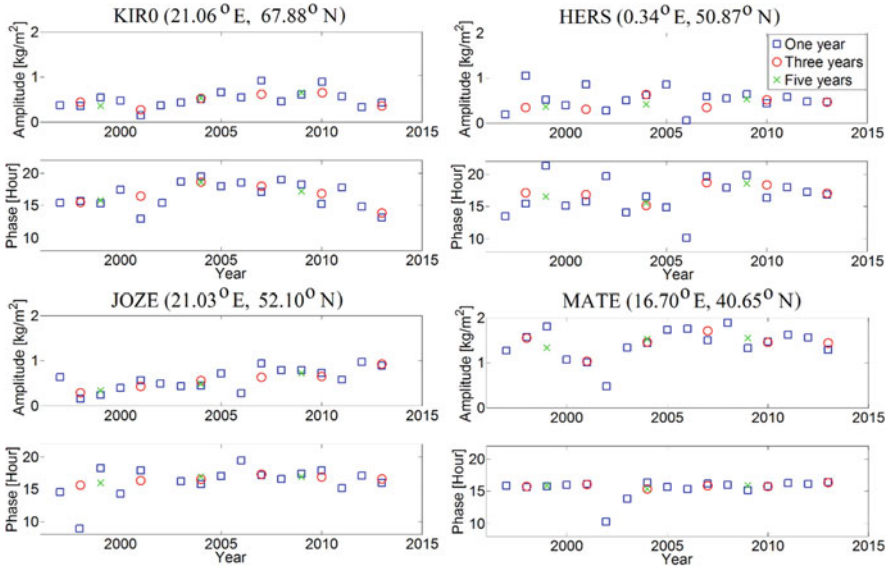 KIR0 (21.06° E, 67.88° N)
Amplitude [kg/m²]
2
1
0
2000 2005 2010 2015
Phase [Hour]
20
15
10
2000 2005 2010 2015
Year
HERS (0.34° E, 50.87° N)
One year
Three years
Five years
Amplitude [kg/m²]
2
1
0
2000 2005 2010 2015
Phase [Hour]
20
15
10
2000 2005 2010 2015
Year
JOZE (21.03° E, 52.10° N)
Amplitude [kg/m²]
2
1
0
2000 2005 2010 2015
Phase [Hour]
20
15
10
2000 2005 2010 2015
Year
MATE (16.70° E, 40.65° N)
Amplitude [kg/m²]
2
1
0
2000 2005 2010 2015
Phase [Hour]
20
15
10
2000 2005 2010 2015
Year